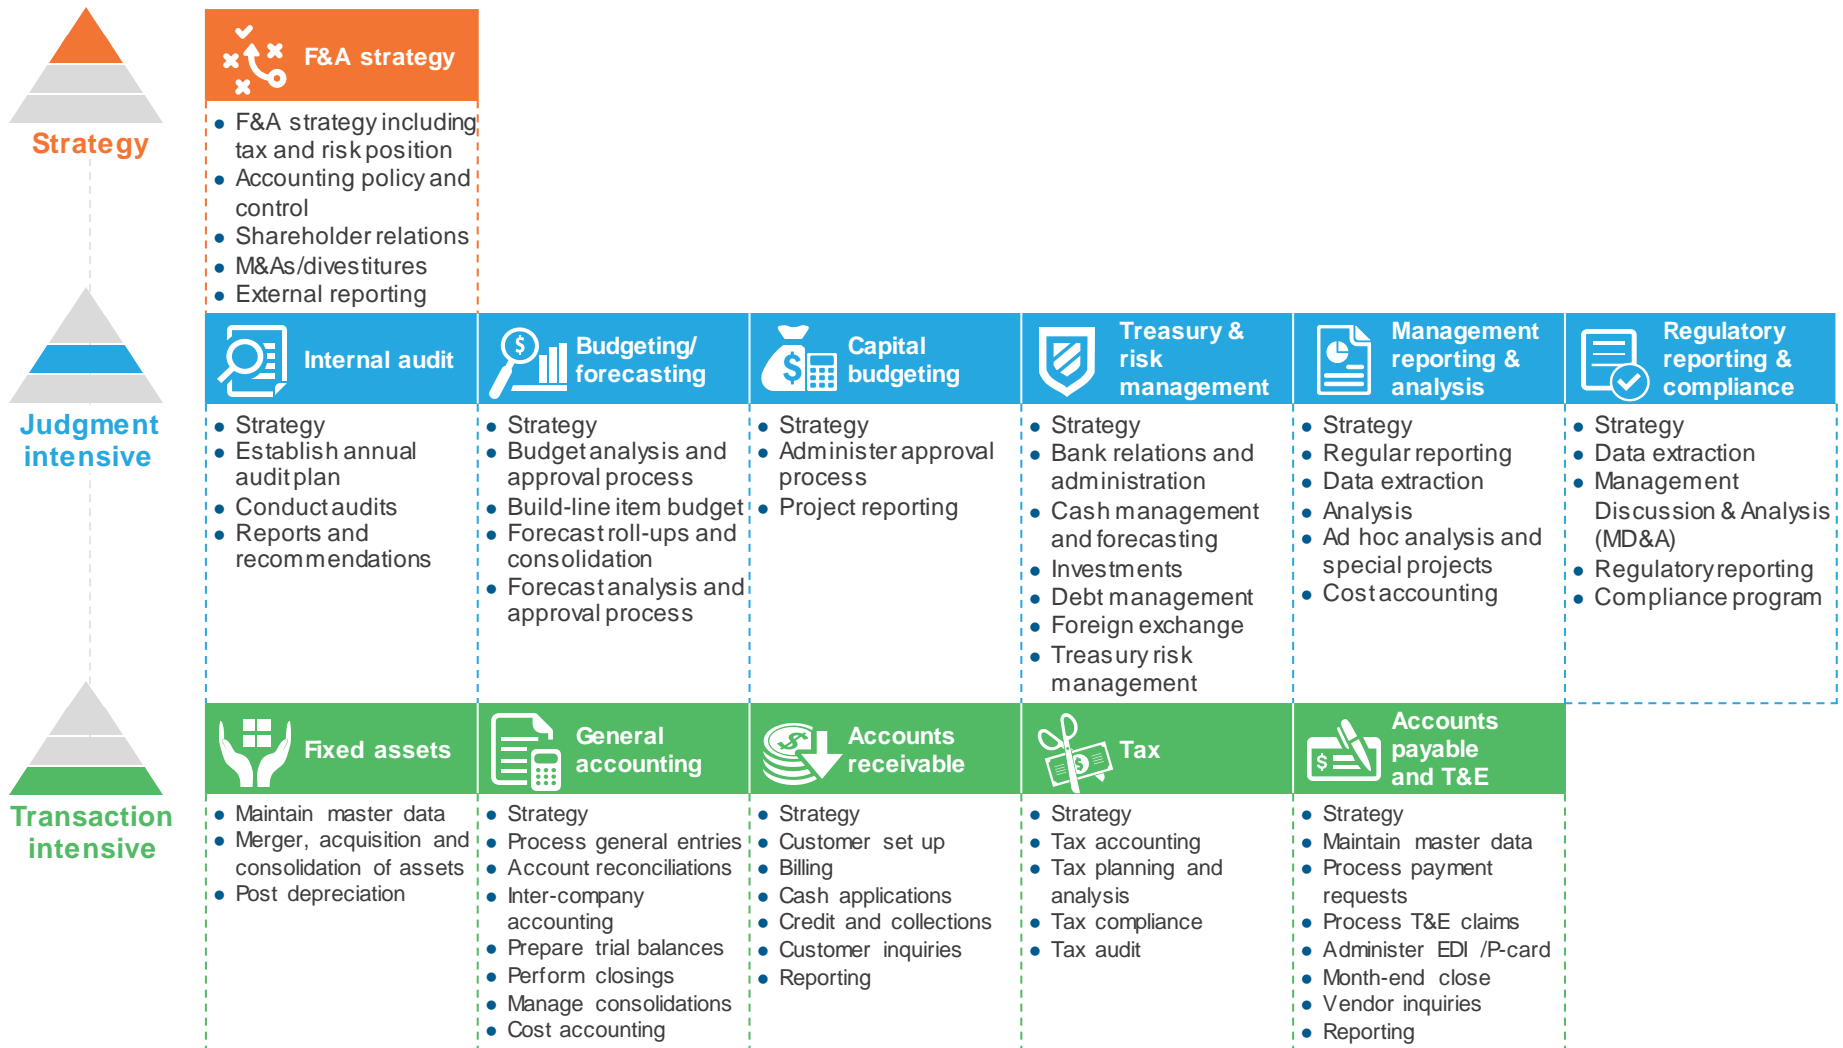 F&A strategy
F&A strategy including
tax and risk position
Accounting policy and
control
Shareholder relations
M&As/divestitures
External reporting
Strategy
Internal audit
Strategy
Establish annual
audit plan
Conduct audits
Reports and
recommendations
Budgeting/
forecasting
Strategy
Budget analysis and
approval process
Build-line item budget
Forecast roll-ups and
consolidation
Forecast analysis and
approval process
Capital
budgeting
Strategy
Administer approval
process
Project reporting
Treasury &
risk
management
Strategy
Bank relations and
administration
Cash management
and forecasting
Investments
Debt management
Foreign exchange
Treasury risk
management
Management
reporting &
analysis
Strategy
Regular reporting
Data extraction
Analysis
Ad hoc analysis and
special projects
Cost accounting
Regulatory
reporting &
compliance
Strategy
Data extraction
Management
Discussion & Analysis
(MD&A)
Regulatory reporting
Compliance program
Judgment
intensive
Fixed assets
Maintain master data
Merger, acquisition and
consolidation of assets
Post depreciation
General
accounting
Strategy
Process general entries
Account reconciliations
Inter-company
accounting
Prepare trial balances
Perform closings
Manage consolidations
Cost accounting
Accounts
receivable
Strategy
Customer set up
Billing
Cash applications
Credit and collections
Customer inquiries
Reporting
Tax
Strategy
Tax accounting
Tax planning and
analysis
Tax compliance
Tax audit
Accounts
payable
and T&E
Strategy
Maintain master data
Process payment
requests
Process T&E claims
Administer EDI /P-card
Month-end close
Vendor inquiries
Reporting
Transaction
intensive